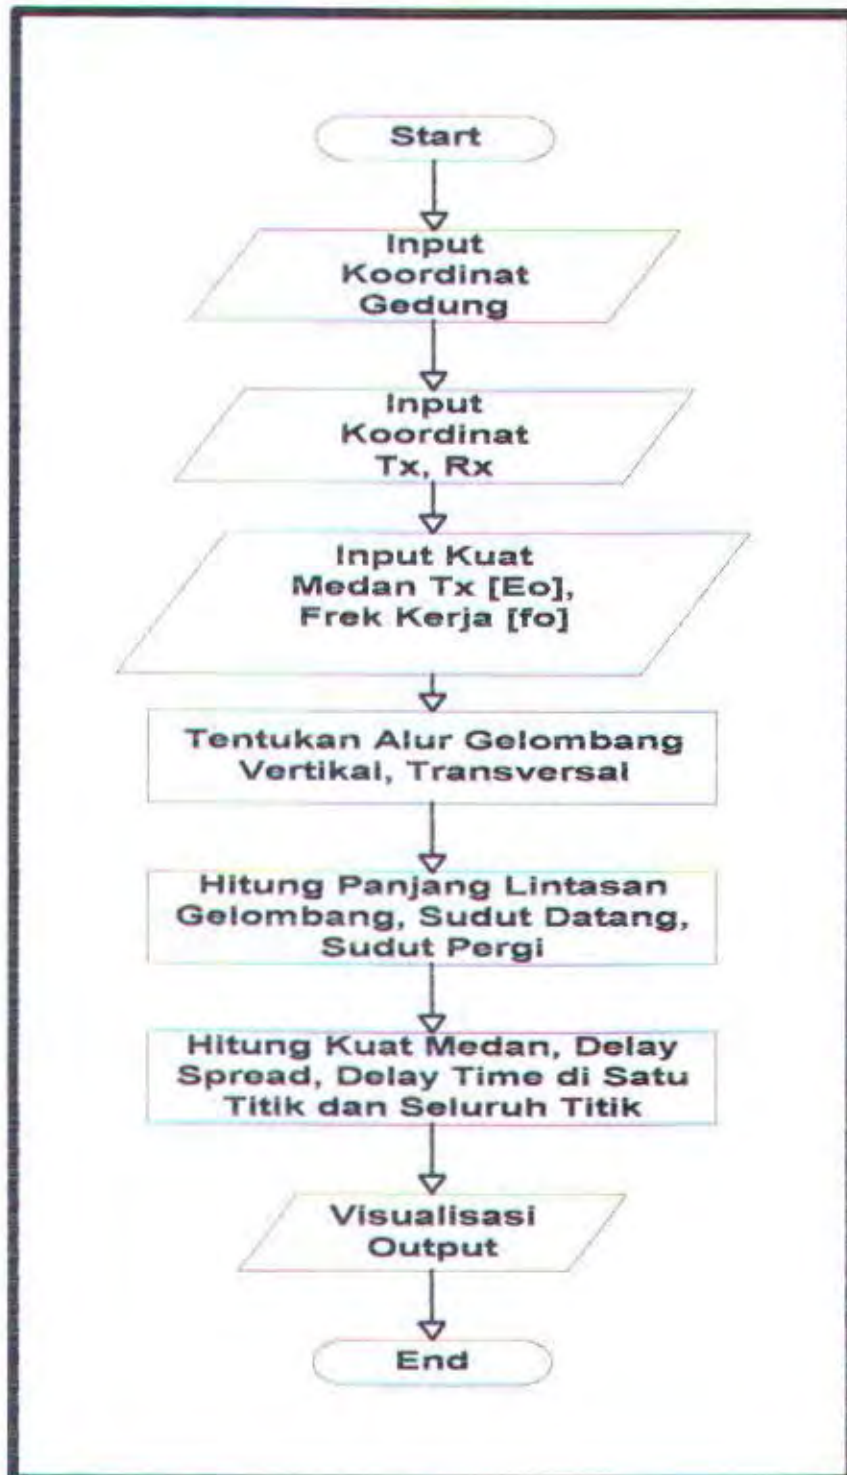 Start
Input
Koordinat
Gedung
Input
Koordinat
Tx, Rx
Input Kuat
Medan Tx [Eo],
Frek Kerja [fo]
Tentukan Alur Gelombang
Vertikal, Transversal
Hitung Panjang Lintasan
Gelombang, Sudut Datang,
Sudut Pergi
Hitung Kuat Medan, Delay
Spread, Delay Time di Satu
Titik dan Seluruh Titik
Visualisasi
Output
End